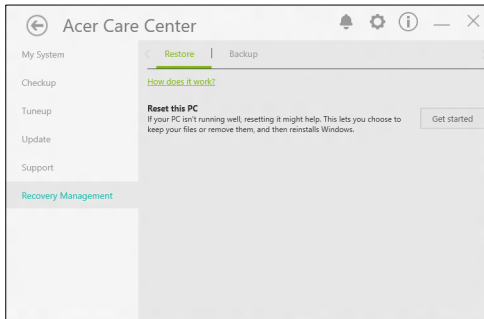 Acer Care Center
My System
Checkup
Tuneup
Update
Support
Recovery Management
Restore
Backup
How does it work?
Reset this PC
If your PC isn't running well, resetting it might help. This lets you choose to
keep your files or remove them, and then reinstalls Windows.
Get started